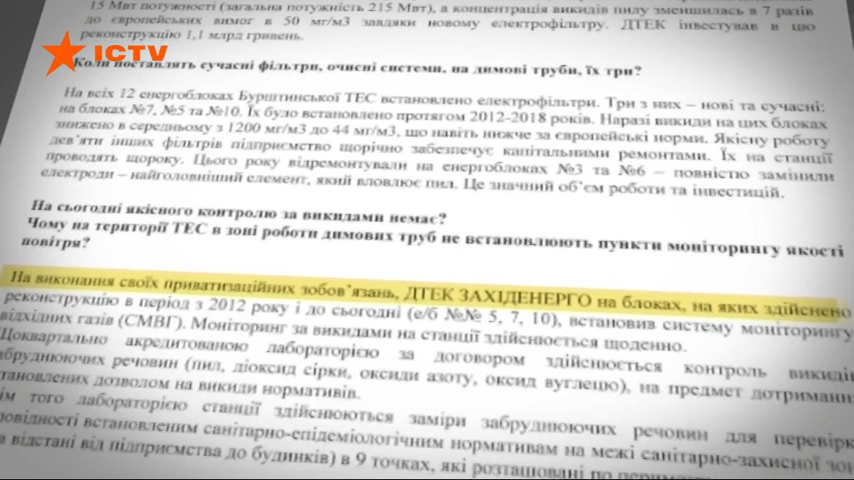 15 Мвт потужності (загальна потужність 215 Мвт), а концентрація викидів пилу зменшилась в 7 разів
до європейських вимог в 50 мг/м3 завдяки новому електрофільтру. ДТЕК інвестував в цю
реконструкцію 1,1 млрд гривень.
ICTV
Коли поставлять сучасні фільтри, очисні системи, на димові труби, їх три?
На всіх 12 енергоблоках Бурштинської ТЕС встановлено електрофільтри. Три з них – нові та сучасні:
на блоках №7, №5 та №10. Їх було встановлено протягом 2012-2018 років. Наразі викиди на цих блоках
знижено в середньому з 1200 мг/м3 до 44 мг/м3, що навіть нижче за європейські норми. Якісну роботу
дев’яти інших фільтрів підприємство щорічно забезпечує капітальними ремонтами. Їх на станції
проводять щороку. Цього року відремонтували на енергоблоках №3 та №6 – повністю замінили
електроди – найголовніший елемент, який вловлює пил. Це значний об’єм роботи та інвестицій.
На сьогодні якісного контролю за викидами немає?
Чому на території ТЕС в зоні роботи димових труб не встановлюють пункти моніторингу якості
повітря?
На виконання своїх приватизаційних зобов’язань, ДТЕК ЗАХІДЕНЕРГО на блоках, на яких здійснено
реконструкцію в період з 2012 року і до сьогодні (е/б №№ 5, 7, 10), встановив систему моніторингу
відхідних газів (СМВГ). Моніторинг за викидами на станції здійснюється щоденно.
Щоквартально акредитованою лабораторією за договором здійснюється контроль викидів
абруднюючих речовин (пил, діоксид сірки, оксиди азоту, оксид вуглецю), на предмет дотримання
тановлених дозволом на викиди нормативів.
ім того лабораторією станції здійснюються заміри забруднюючих речовин для перевірк
повідності встановленим санітарно-епідеміологічним нормативам на межі санітарно-захисної зон
а відстані від підприємства до будинків) в 9 точках, які розташовані по